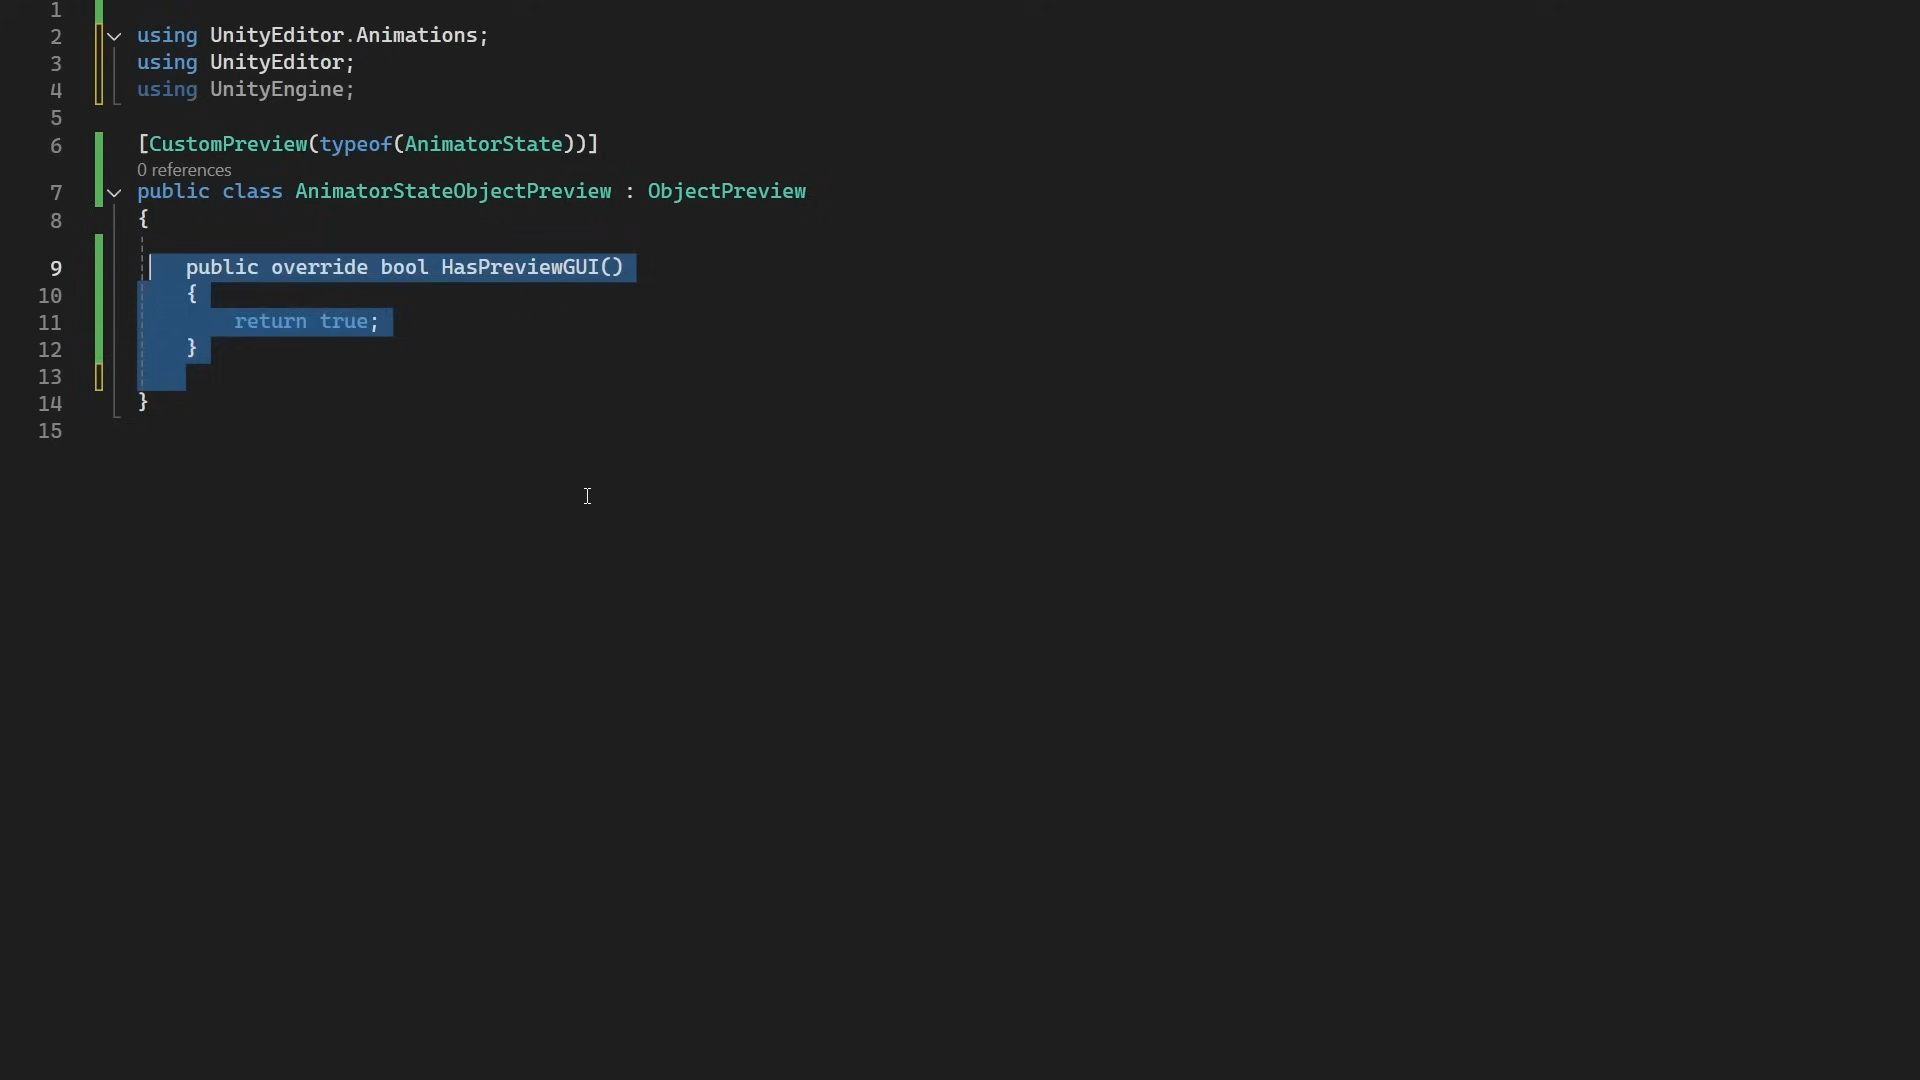 1
2 using UnityEditor.Animations;
3 using UnityEditor;
4 using UnityEngine;
5
6 [CustomPreview(typeof(AnimatorState))]
0 references
7 public class AnimatorStateObjectPreview : ObjectPreview
8 {
9 public override bool HasPreviewGUI()
10 {
11 return true;
12 }
13
14 }
15